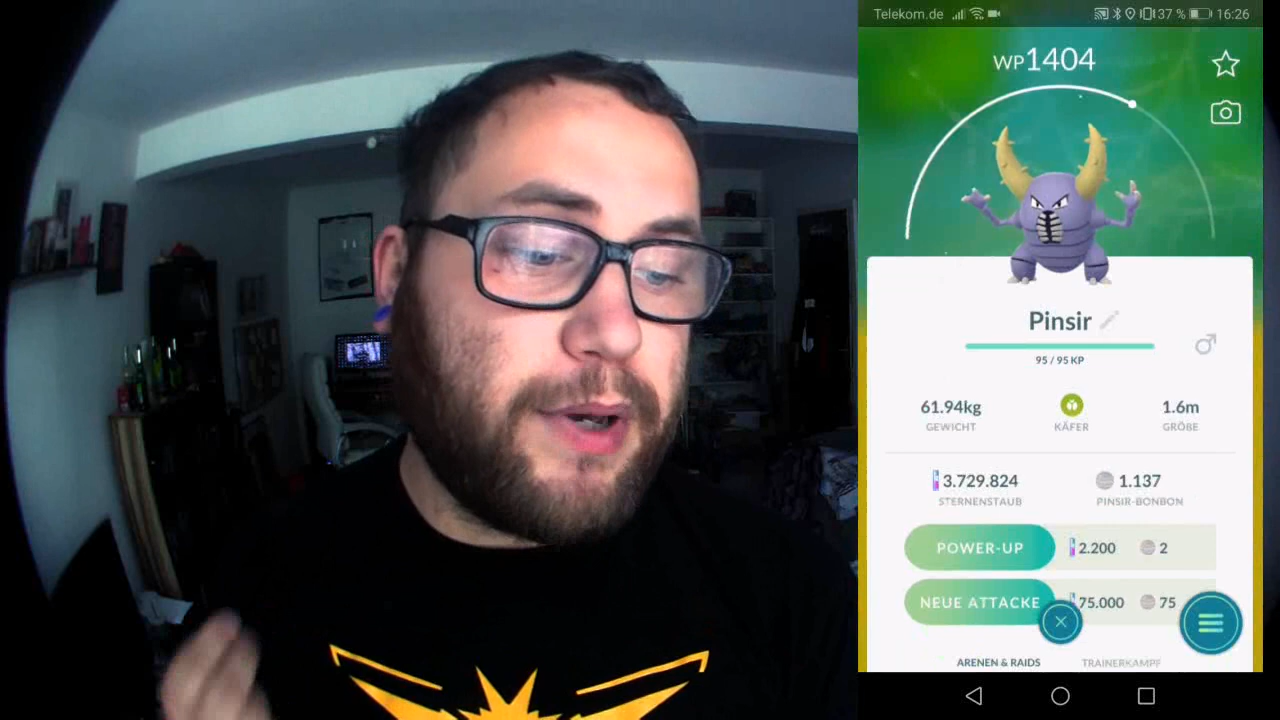 Telekom.de 37 % 16:26
WP1404
Pinsir
95 / 95 KP
61.94kg 1.6m
GEWICHT KÄFER GRÖßE
3.729.824 1.137
STERNENSTAUB PINSIR-BONBON
POWER-UP 2.200 2
NEUE ATTACKE 75.000 75
ARENEN & RAIDS TRAINERKAMPF